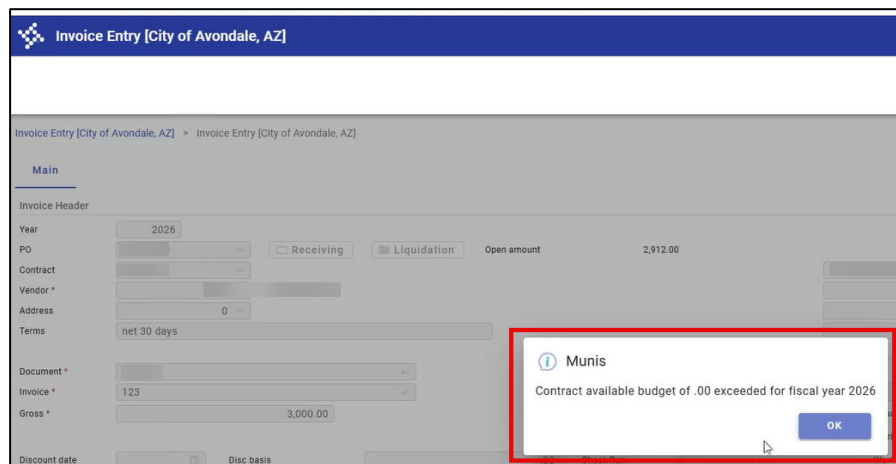 Invoice Entry [City of Avondale, AZ]
Invoice Entry [City of Avondale, AZ] > Invoice Entry [City of Avondale, AZ]
Main
Invoice Header
Year 2026
PO Receiving Liquidation Open amount 2,912.00
Contract
Vendor *
Address 0
Terms net 30 days
Document *
Invoice * 123
Gross * 3,000.00
Discount date Disc basis
Munis
Contract available budget of .00 exceeded for fiscal year 2026
OK